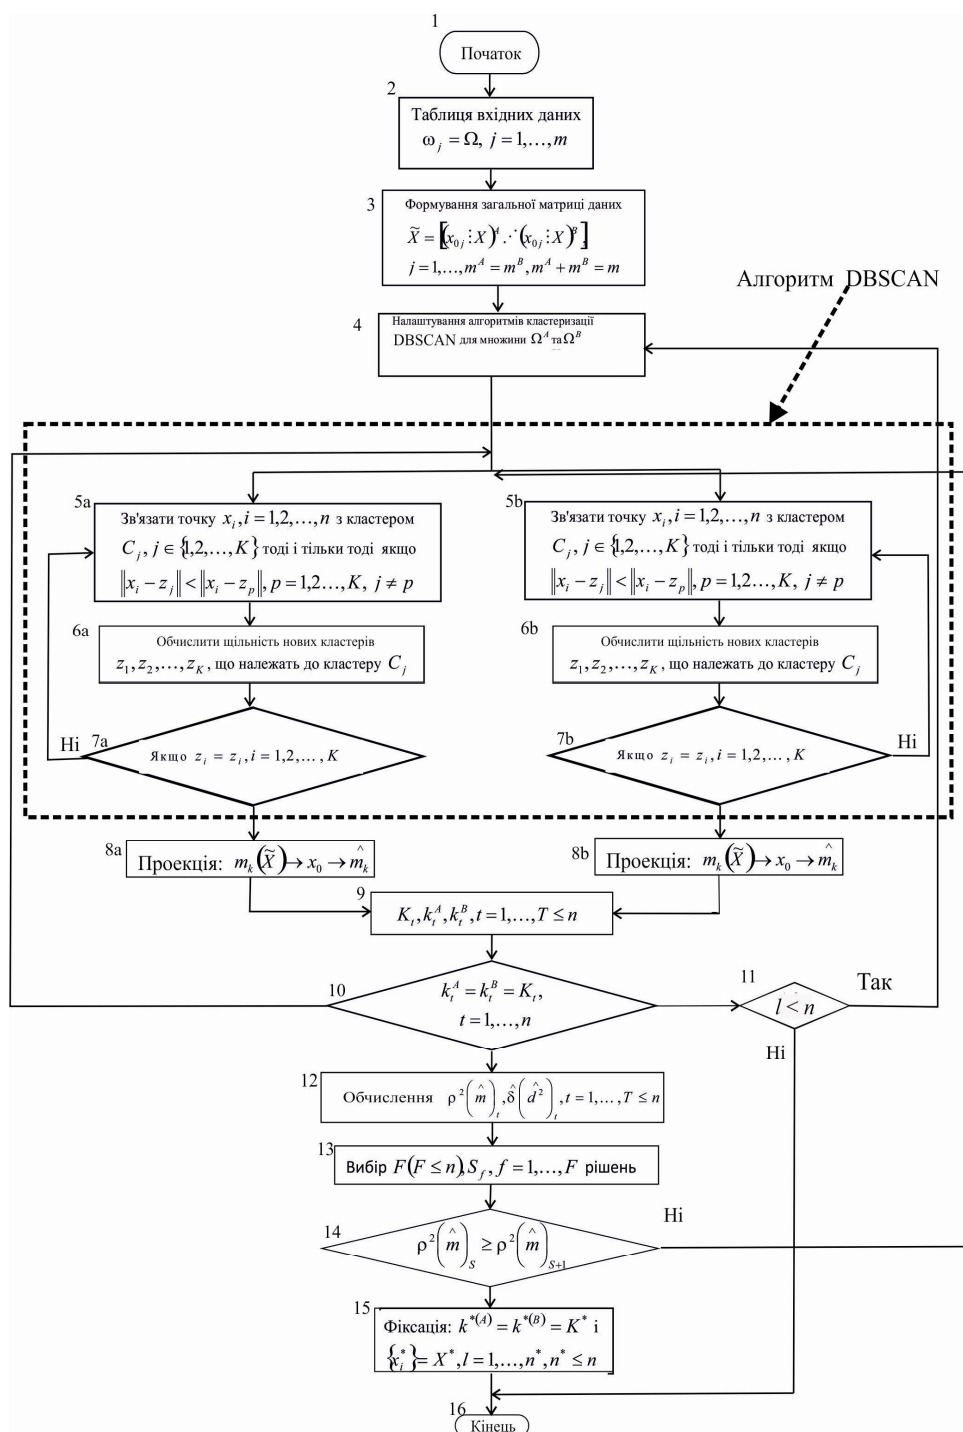 1
Початок
2
Таблиця вхідних даних
ω_j = Ω, j = 1,…,m
3
Формування загальної матриці даних
X̃ = [(x_{0j} ⋮ X)^A ⋰ (x_{0j} ⋮ X)^B],
j = 1,…,m^A = m^B, m^A + m^B = m
Алгоритм DBSCAN
4
Налаштування алгоритмів кластеризації
DBSCAN для множини Ω^A та Ω^B
5a
Зв'язати точку x_i, i = 1,2,…,n з кластером
C_j, j ∈ {1,2,…,K} тоді і тільки тоді якщо
‖x_i − z_j‖ < ‖x_i − z_p‖, p = 1,2…,K, j ≠ p
5b
Зв'язати точку x_i, i = 1,2,…,n з кластером
C_j, j ∈ {1,2,…,K} тоді і тільки тоді якщо
‖x_i − z_j‖ < ‖x_i − z_p‖, p = 1,2…,K, j ≠ p
6a
Обчислити щільність нових кластерів
z_1, z_2,…, z_K, що належать до кластеру C_j
6b
Обчислити щільність нових кластерів
z_1, z_2,…, z_K, що належать до кластеру C_j
Ні
7a
Якщо z_i = z_i, i = 1,2,…, K
7b
Якщо z_i = z_i, i = 1,2,…, K
Ні
8a
Проекція: m_k(X̃) → x_0 → m̂_k
8b
Проекція: m_k(X̃) → x_0 → m̂_k
9
K_t, k_t^A, k_t^B, t = 1,…,T ≤ n
10
k_t^A = k_t^B = K_t,
t = 1,…,n
11
l < n
Так
Ні
12
Обчислення ρ²(m̂)_t, δ̂(d̂²)_t, t = 1,…,T ≤ n
13
Вибір F(F ≤ n), S_f, f = 1,…,F рішень
14
ρ²(m̂)_S ≥ ρ²(m̂)_{S+1}
Ні
15
Фіксація: k^{*(A)} = k^{*(B)} = K^* і
{x_i^*} = X^*, l = 1,…,n^*, n^* ≤ n
16
Кінець